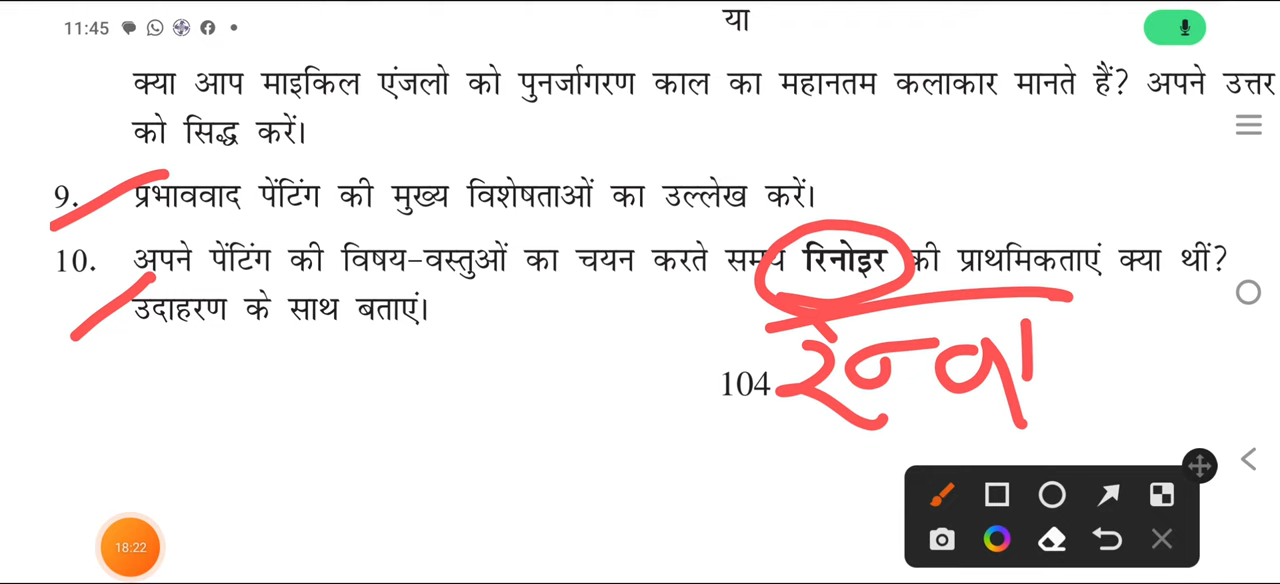 11:45
या
क्या आप माइकिल एंजलो को पुनर्जागरण काल का महानतम कलाकार मानते हैं? अपने उत्तर
को सिद्ध करें।
9. प्रभाववाद पेंटिंग की मुख्य विशेषताओं का उल्लेख करें।
10. अपने पेंटिंग की विषय-वस्तुओं का चयन करते समय रिनोइर की प्राथमिकताएं क्या थीं?
उदाहरण के साथ बताएं।
रेन्वा
104
18:22